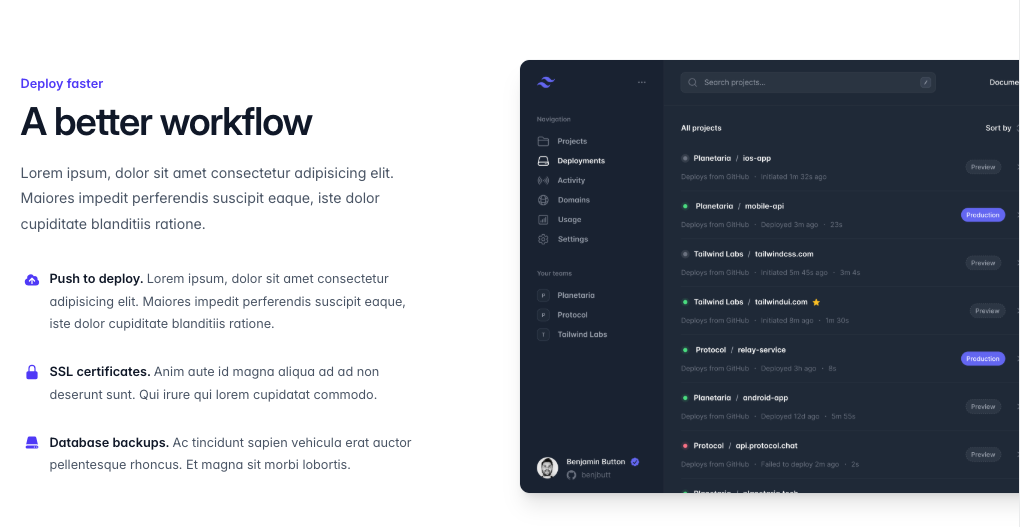 Deploy faster
A better workflow
Lorem ipsum, dolor sit amet consectetur adipisicing elit.
Maiores impedit perferendis suscipit eaque, iste dolor
cupiditate blanditiis ratione.
Push to deploy. Lorem ipsum, dolor sit amet consectetur
adipisicing elit. Maiores impedit perferendis suscipit eaque,
iste dolor cupiditate blanditiis ratione.
SSL certificates. Anim aute id magna aliqua ad ad non
deserunt sunt. Qui irure qui lorem cupidatat commodo.
Database backups. Ac tincidunt sapien vehicula erat auctor
pellentesque rhoncus. Et magna sit morbi lobortis.
Navigation
Projects
Deployments
Activity
Domains
Usage
Settings
Your teams
P Planetaria
P Protocol
T Tailwind Labs
Benjamin Button
benjbutt
Search projects... /
Docume
All projects
Sort by
Planetaria / ios-app
Deploys from GitHub · Initiated 1m 32s ago
Preview
Planetaria / mobile-api
Deploys from GitHub · Deployed 3m ago · 23s
Production
Tailwind Labs / tailwindcss.com
Deploys from GitHub · Initiated 5m 45s ago · 3m 4s
Preview
Tailwind Labs / tailwindui.com
Deploys from GitHub · Initiated 8m ago · 1m 30s
Preview
Protocol / relay-service
Deploys from GitHub · Deployed 3h ago · 8s
Production
Planetaria / android-app
Deploys from GitHub · Deployed 12d ago · 5m 55s
Preview
Protocol / api.protocol.chat
Deploys from GitHub · Failed to deploy 2m ago · 2s
Preview
Planetaria / planetaria.tech